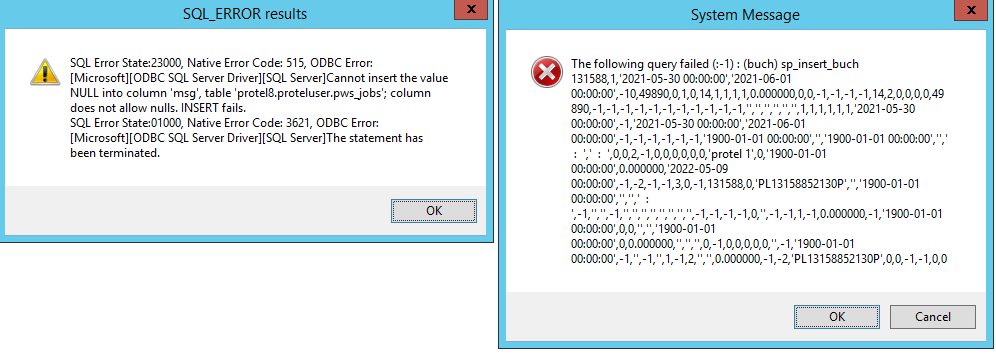 SQL_ERROR results
SQL Error State:23000, Native Error Code: 515, ODBC Error:
[Microsoft][ODBC SQL Server Driver][SQL Server]Cannot insert the value
NULL into column 'msg', table 'protel8.proteluser.pws_jobs'; column
does not allow nulls. INSERT fails.
SQL Error State:01000, Native Error Code: 3621, ODBC Error:
[Microsoft][ODBC SQL Server Driver][SQL Server]The statement has
been terminated.
OK
System Message
The following query failed (:-1) : (buch) sp_insert_buch
131588,1,'2021-05-30 00:00:00','2021-06-01
00:00:00',-10,49890,0,1,0,14,1,1,1,1,0.000000,0,0,-1,-1,-1,-1,14,2,0,0,0,0,49
890,-1,-1,-1,-1,-1,-1,-1,-1,-1,-1,-1,-1,'','','','','','',1,1,1,1,1,1,'2021-05-30
00:00:00',-1,'2021-05-30 00:00:00','2021-06-01
00:00:00',-1,-1,-1,-1,-1,-1,'1900-01-01 00:00:00','','1900-01-01 00:00:00','','
: ',' : ',0,0,2,-1,0,0,0,0,0,'protel 1',0,'1900-01-01
00:00:00',0.000000,'2022-05-09
00:00:00',-1,-2,-1,-1,3,0,-1,131588,0,'PL13158852130P','','1900-01-01
00:00:00','','',' :
',-1,'','',-1,'','','','','','','','',-1,-1,-1,-1,0,'',-1,-1,1,-1,0.000000,-1,'1900-01-01
00:00:00',0,0,'','','1900-01-01
00:00:00',0,0.000000,'','','',0,-1,0,0,0,0,0,'',-1,'1900-01-01
00:00:00',-1,'',-1,'',1,-1,2,'','',0.000000,-1,-2,'PL13158852130P',0,0,-1,-1,0,0
OK
Cancel